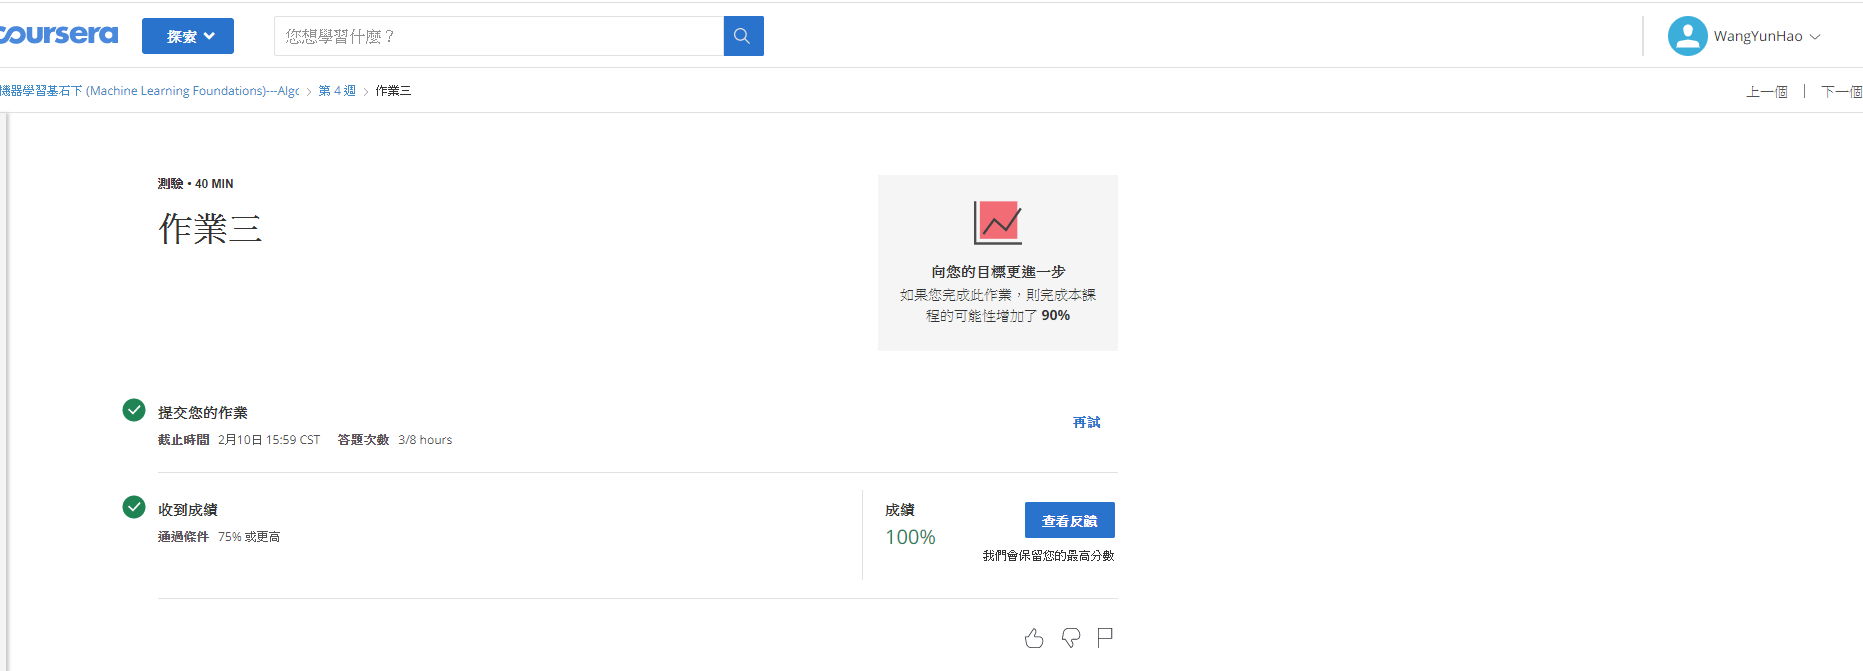 coursera
探索
您想學習什麼？
WangYunHao
機器學習基石下 (Machine Learning Foundations)---Algo
第 4 週
作業三
上一個
下一個
測驗 • 40 MIN
作業三
向您的目標更進一步
如果您完成此作業，則完成本課
程的可能性增加了 90%
提交您的作業
截止時間 2月10日 15:59 CST 答題次數 3/8 hours
再試
收到成績
通過條件 75% 或更高
成績
100%
查看反饋
我們會保留您的最高分數